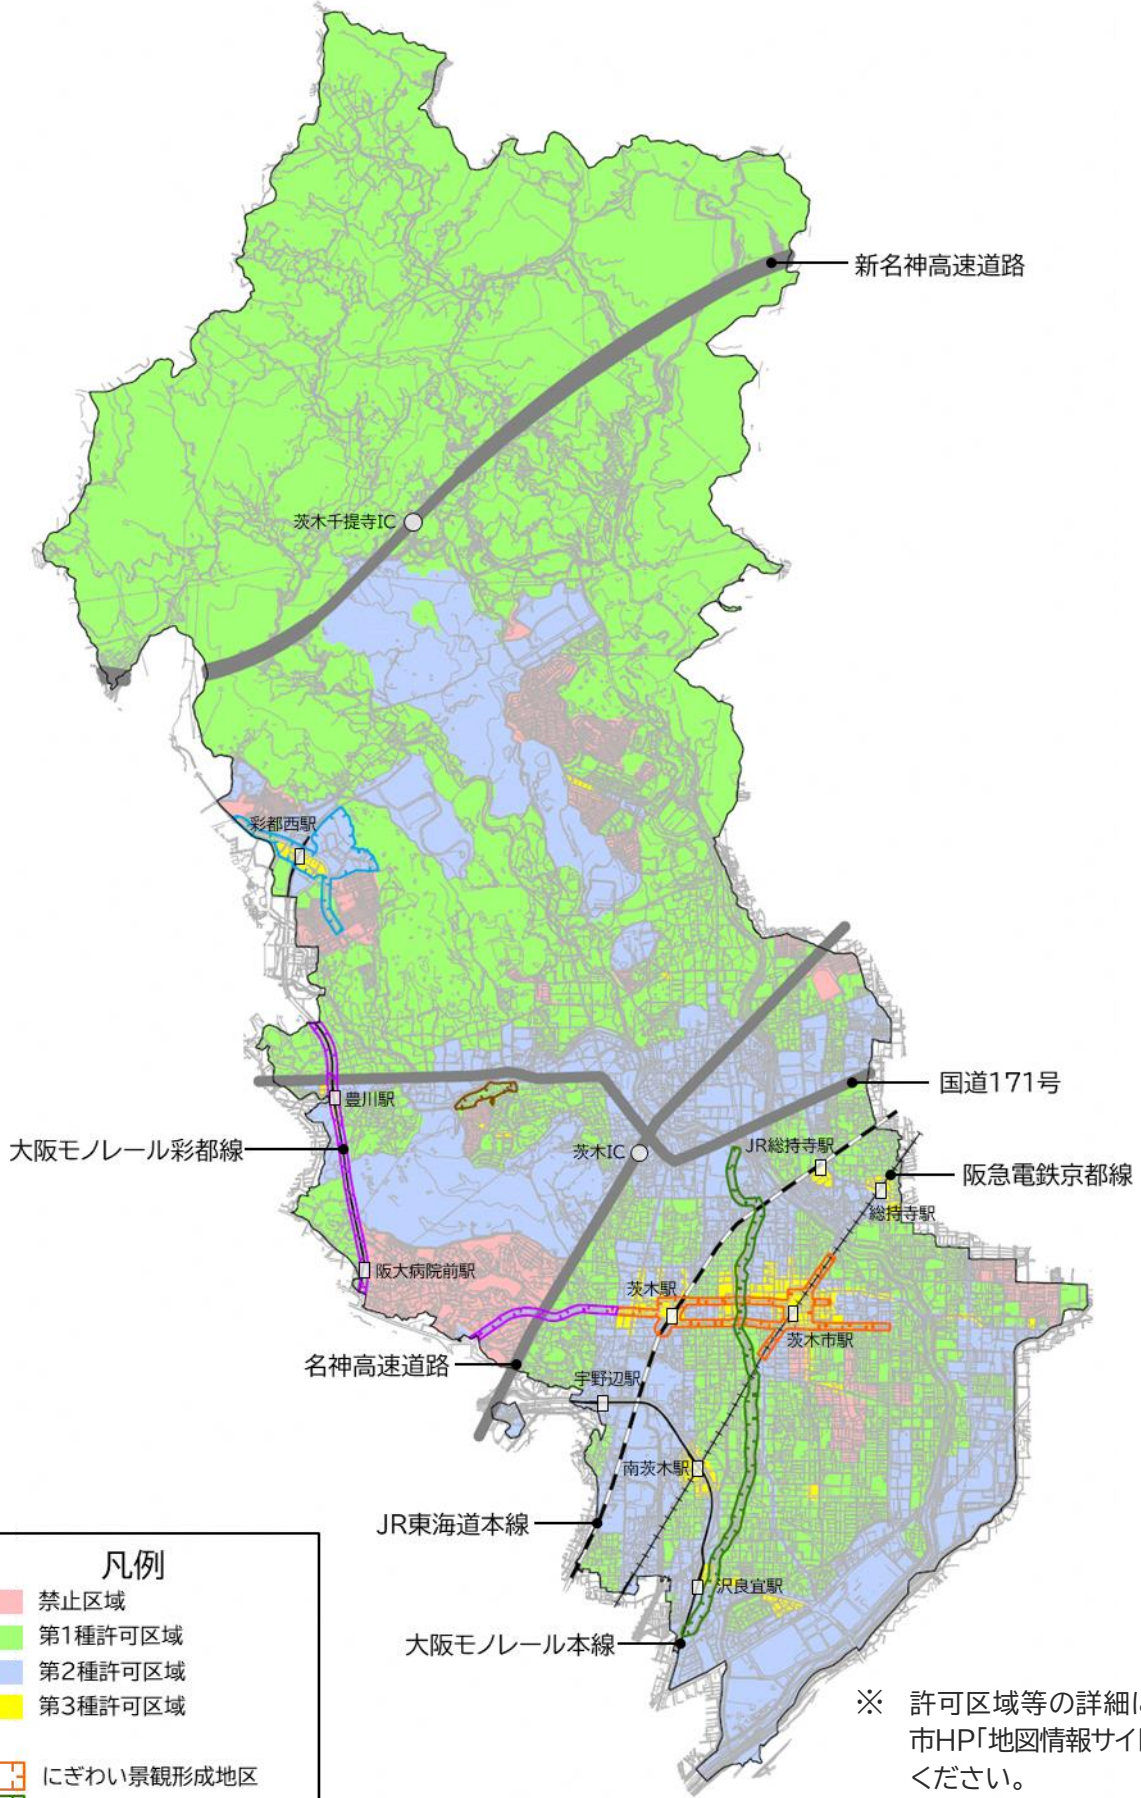 新名神高速道路
茨木千提寺IC
彩都西駅
国道171号
豊川駅
大阪モノレール彩都線
茨木IC
JR総持寺駅
阪急電鉄京都線
総持寺駅
阪大病院前駅
茨木駅
茨木市駅
名神高速道路
宇野辺駅
南茨木駅
JR東海道本線
沢良宜駅
大阪モノレール本線
凡例
禁止区域
第1種許可区域
第2種許可区域
第3種許可区域
にぎわい景観形成地区
※ 許可区域等の詳細に
市HP「地図情報サイト
ください。